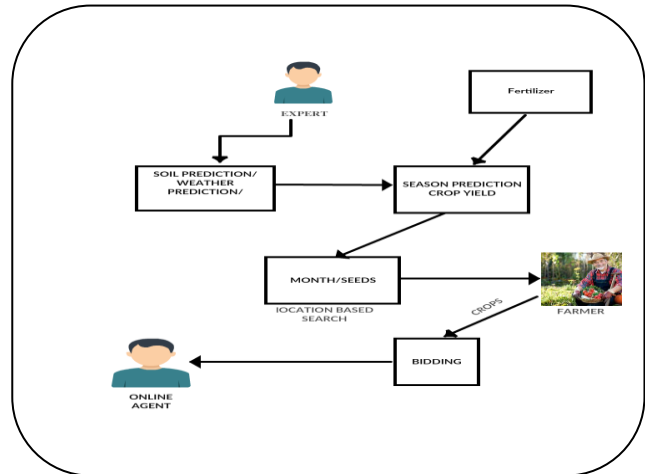 EXPERT
Fertilizer
SOIL PREDICTION/
WEATHER
PREDICTION/
SEASON PREDICTION
CROP YIELD
MONTH/SEEDS
lOCATION BASED
SEARCH
FARMER
CROPS
BIDDING
ONLINE
AGENT